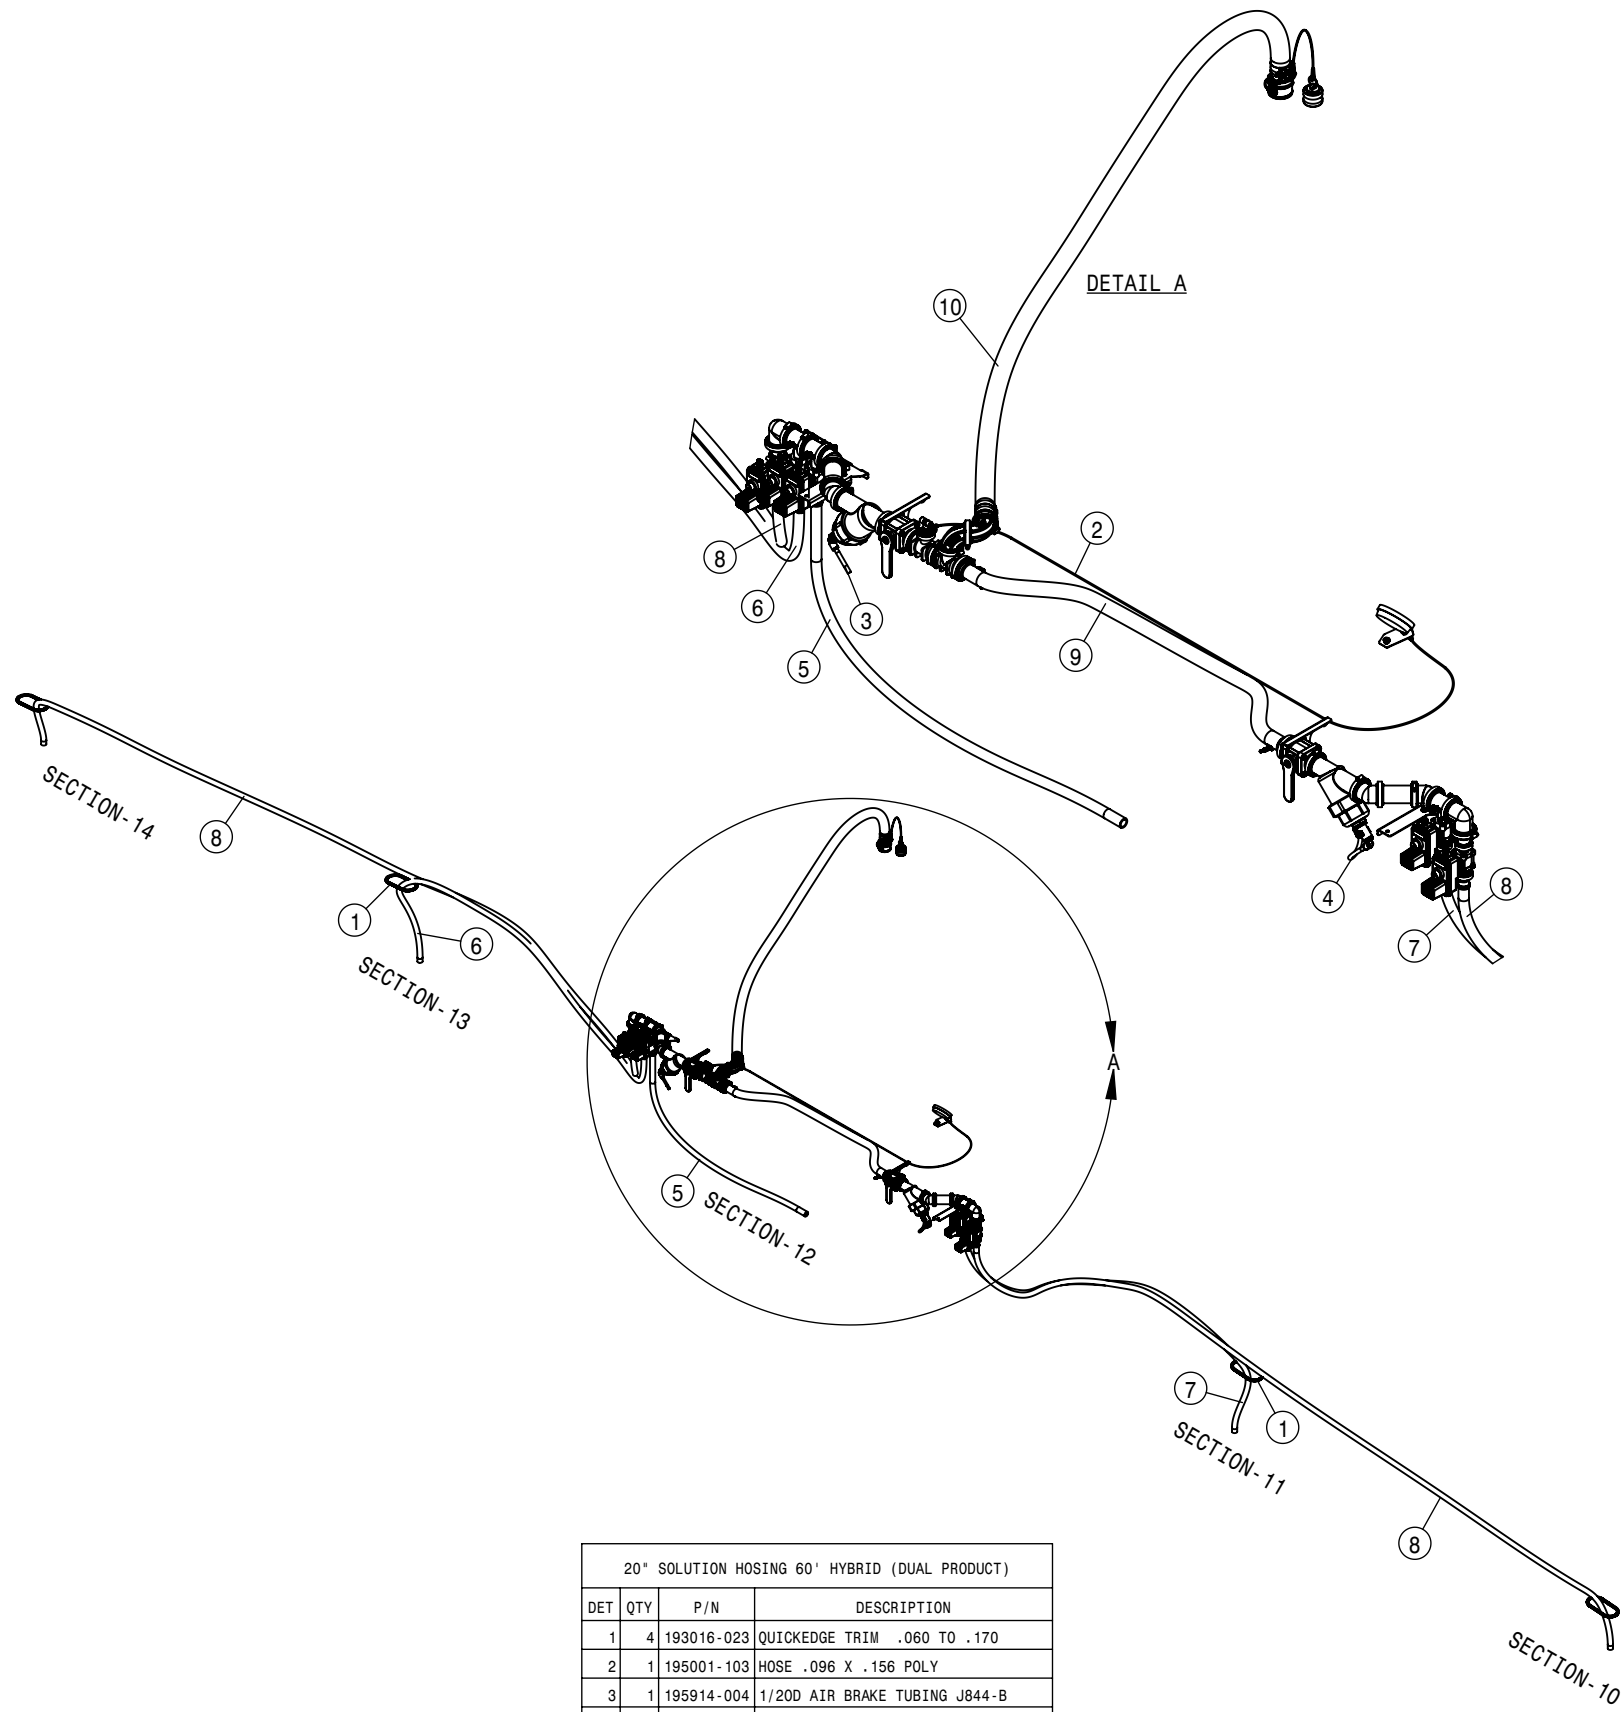 DETAIL A
10
2
8
6
3
5
9
4
8
7
SECTION-14
8
1
6
SECTION-13
A
5
SECTION-12
7
1
SECTION-11
8
SECTION-10
20" SOLUTION HOSING 60' HYBRID (DUAL PRODUCT)
DET QTY P/N DESCRIPTION
1 4 193016-023 QUICKEDGE TRIM .060 TO .170
2 1 195001-103 HOSE .096 X .156 POLY
3 1 195914-004 1/2OD AIR BRAKE TUBING J844-B